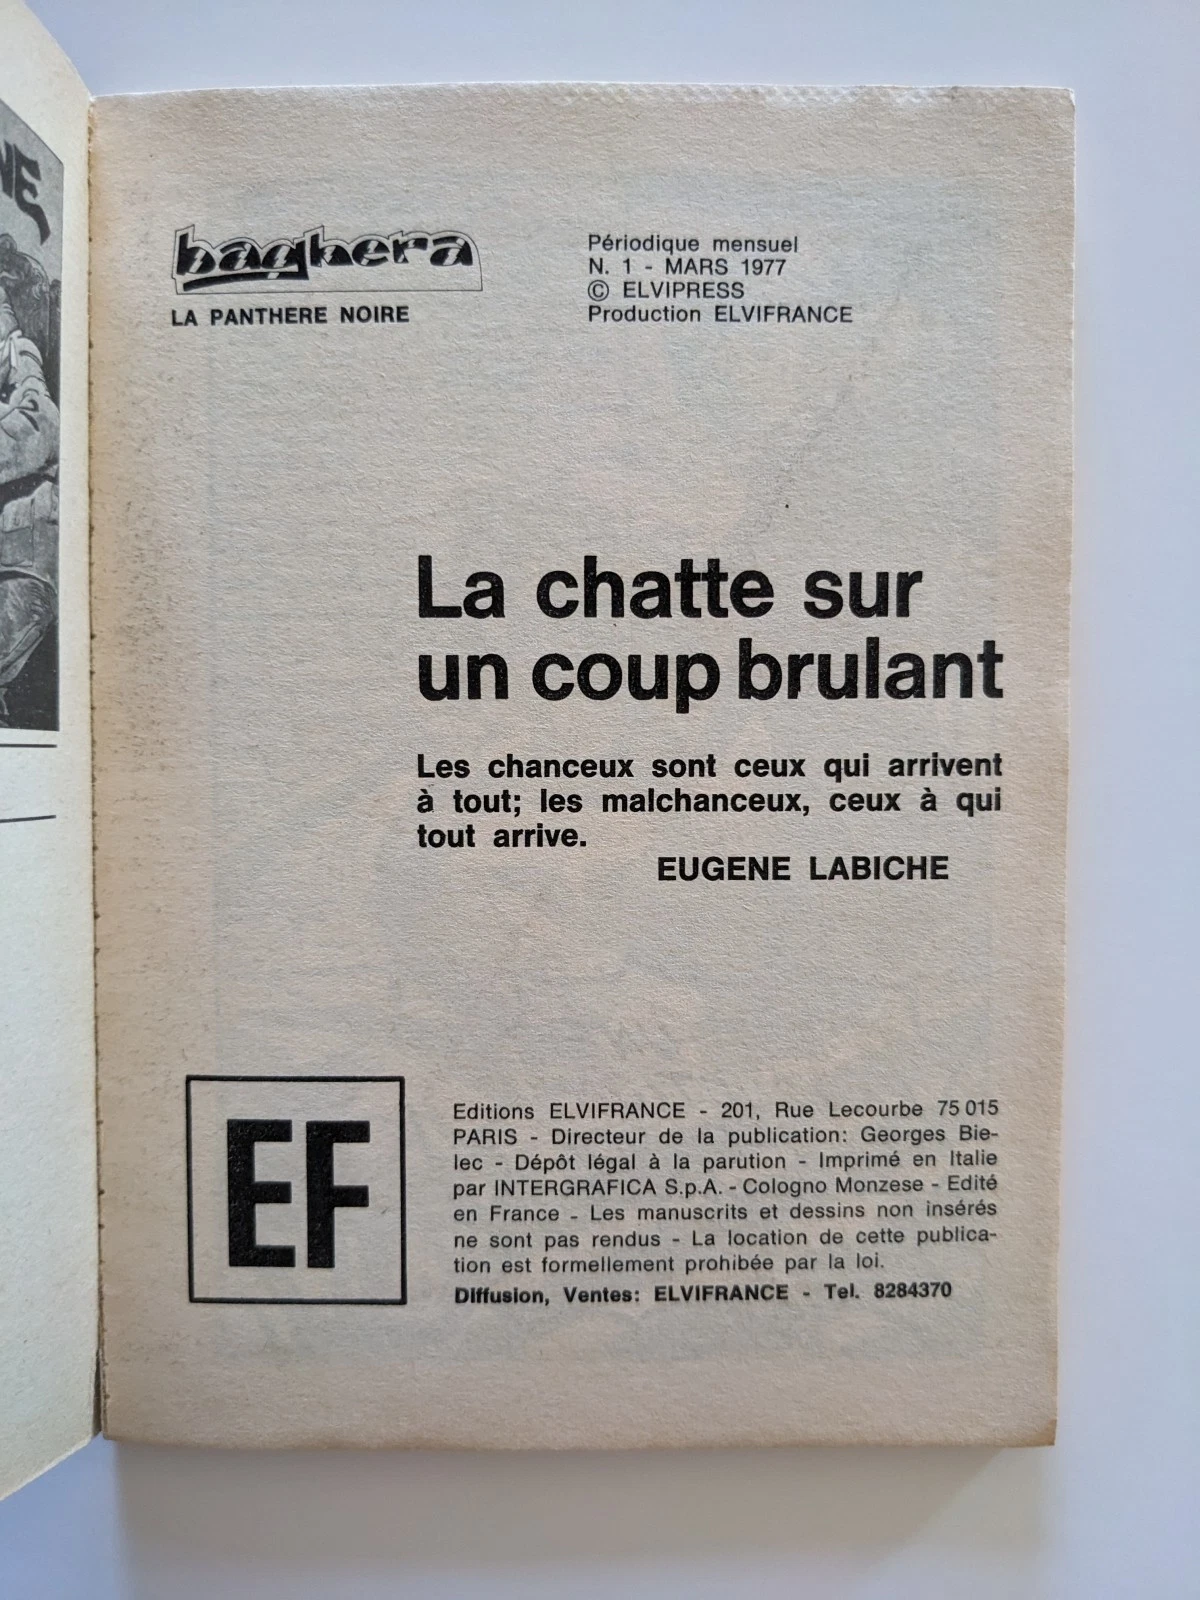 NE
baghera
LA PANTHERE NOIRE
Périodique mensuel
N. 1 - MARS 1977
© ELVIPRESS
Production ELVIFRANCE
La chatte sur
un coup brulant
Les chanceux sont ceux qui arrivent
à tout; les malchanceux, ceux à qui
tout arrive.
EUGENE LABICHE
EF
Editions ELVIFRANCE - 201, Rue Lecourbe 75 015
PARIS - Directeur de la publication: Georges Bie-
lec - Dépôt légal à la parution - Imprimé en Italie
par INTERGRAFICA S.p.A. - Cologno Monzese - Edité
en France - Les manuscrits et dessins non insérés
ne sont pas rendus - La location de cette publica-
tion est formellement prohibée par la loi.
Diffusion, Ventes: ELVIFRANCE - Tel. 8284370